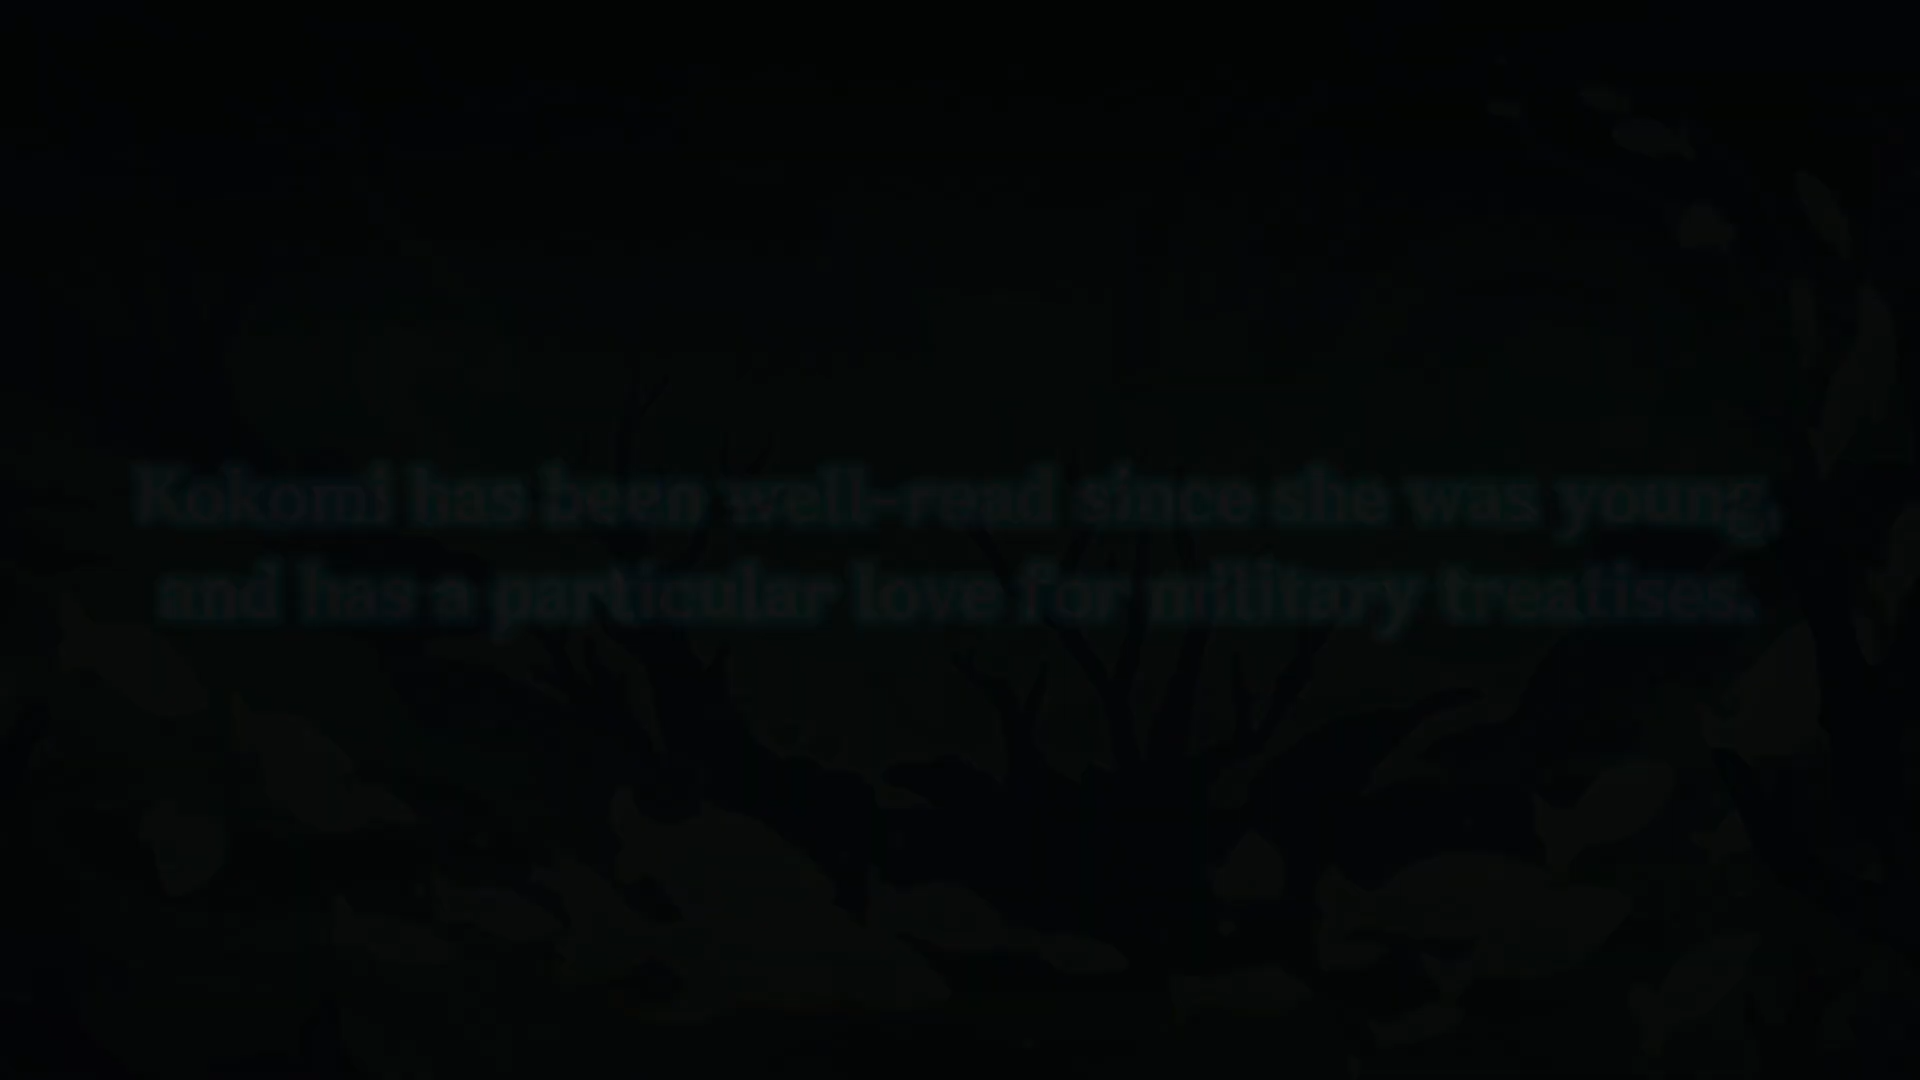 Kokomi has been well-read since she was young,
and has a particular love for military treatises.